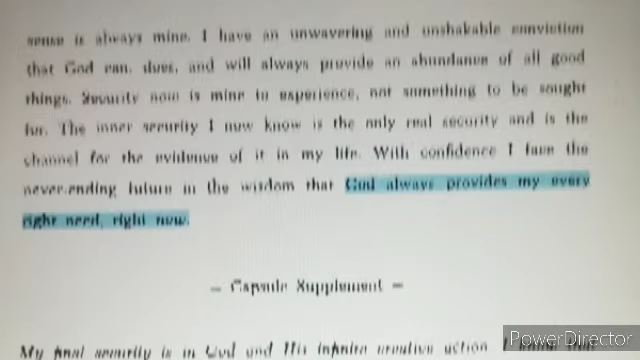 sense is always mine. I have an unwavering and unshakable conviction
that God can, does, and will always provide an abundance of all good
things. Security now is mine to experience, not something to be sought
for. The inner security I now know is the only real security and is the
channel for the evidence of it in my life. With confidence I face the
never-ending future in the wisdom that God always provides my every
right need, right now.
– Capsule Supplement –
My final security is in God and His infinite creative action. I know
PowerDirector